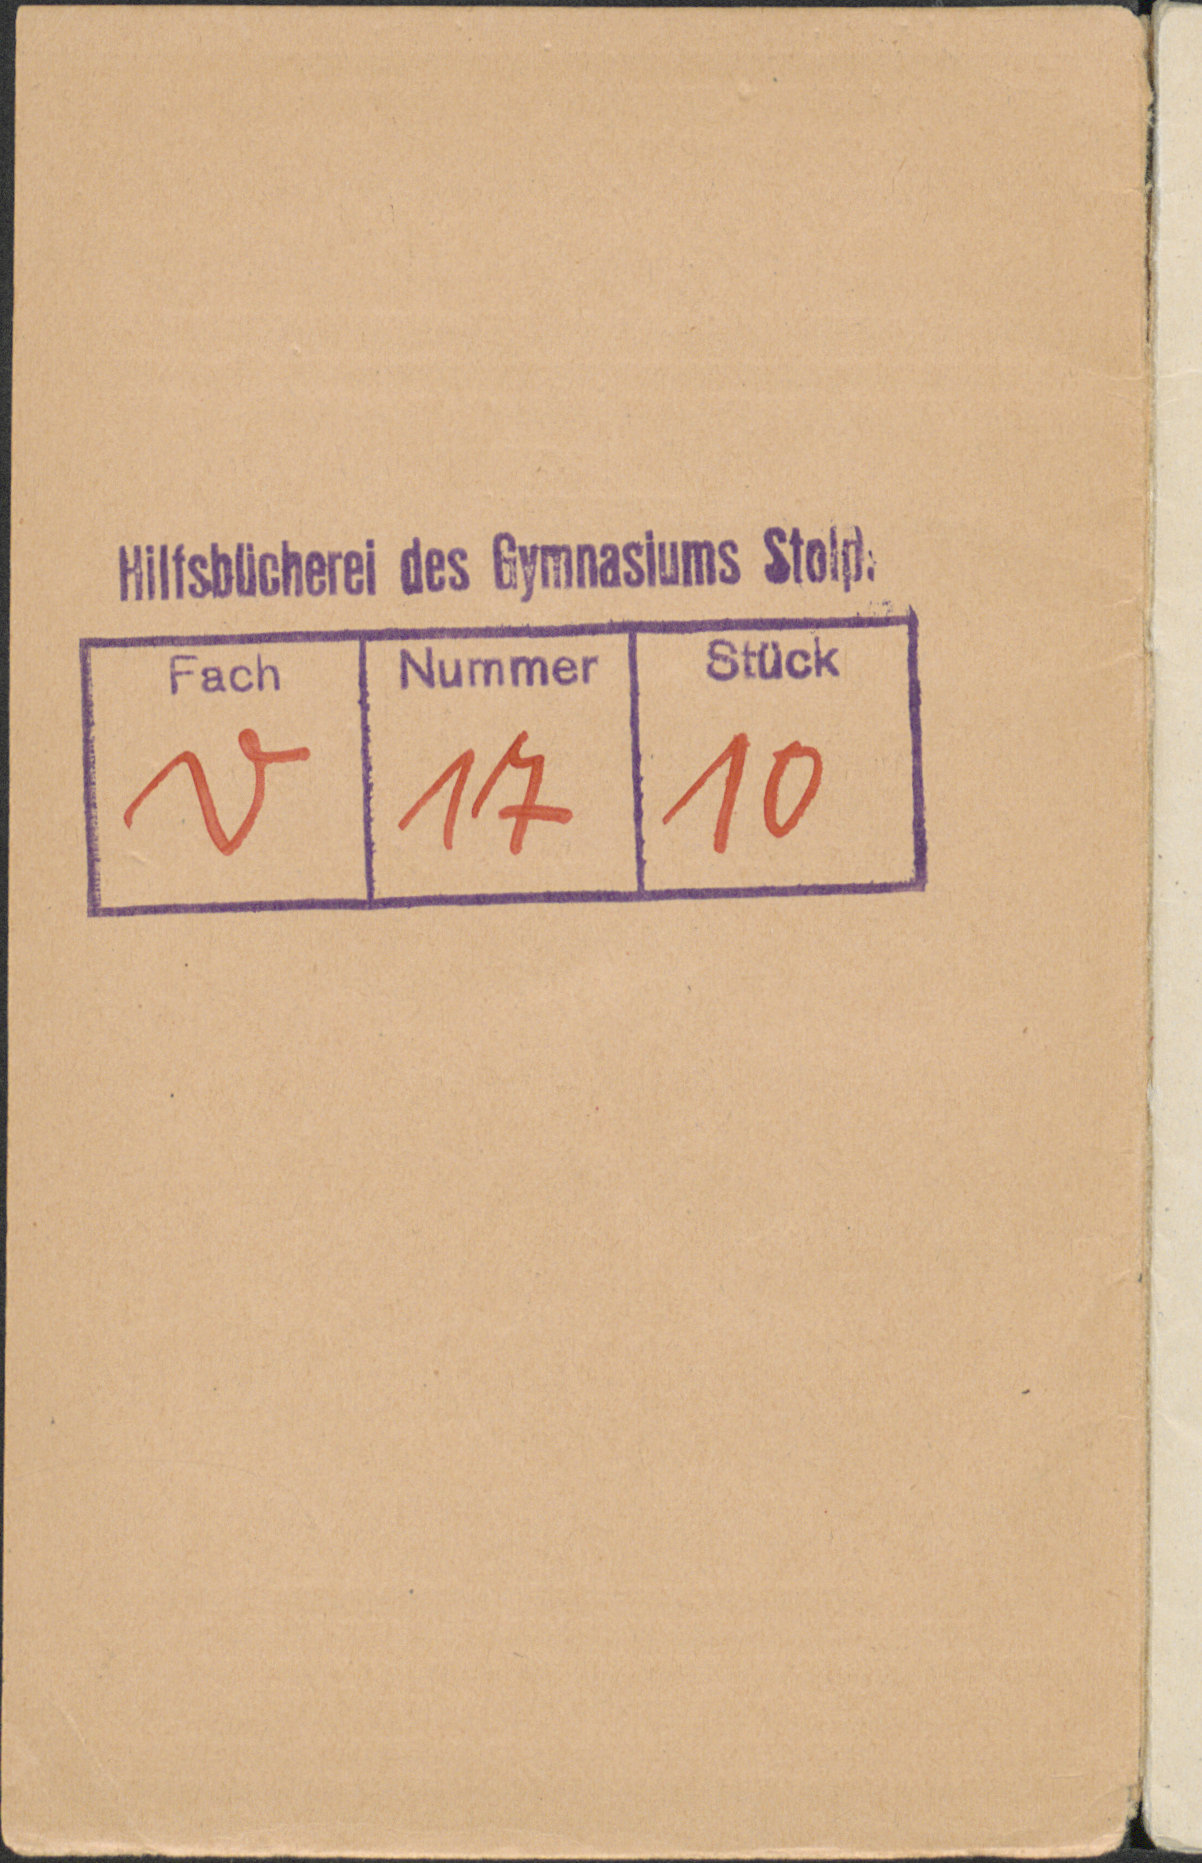 Hilfsbücherei des Gymnasiums Stolp.
Fach Nummer Stück
V 17 10